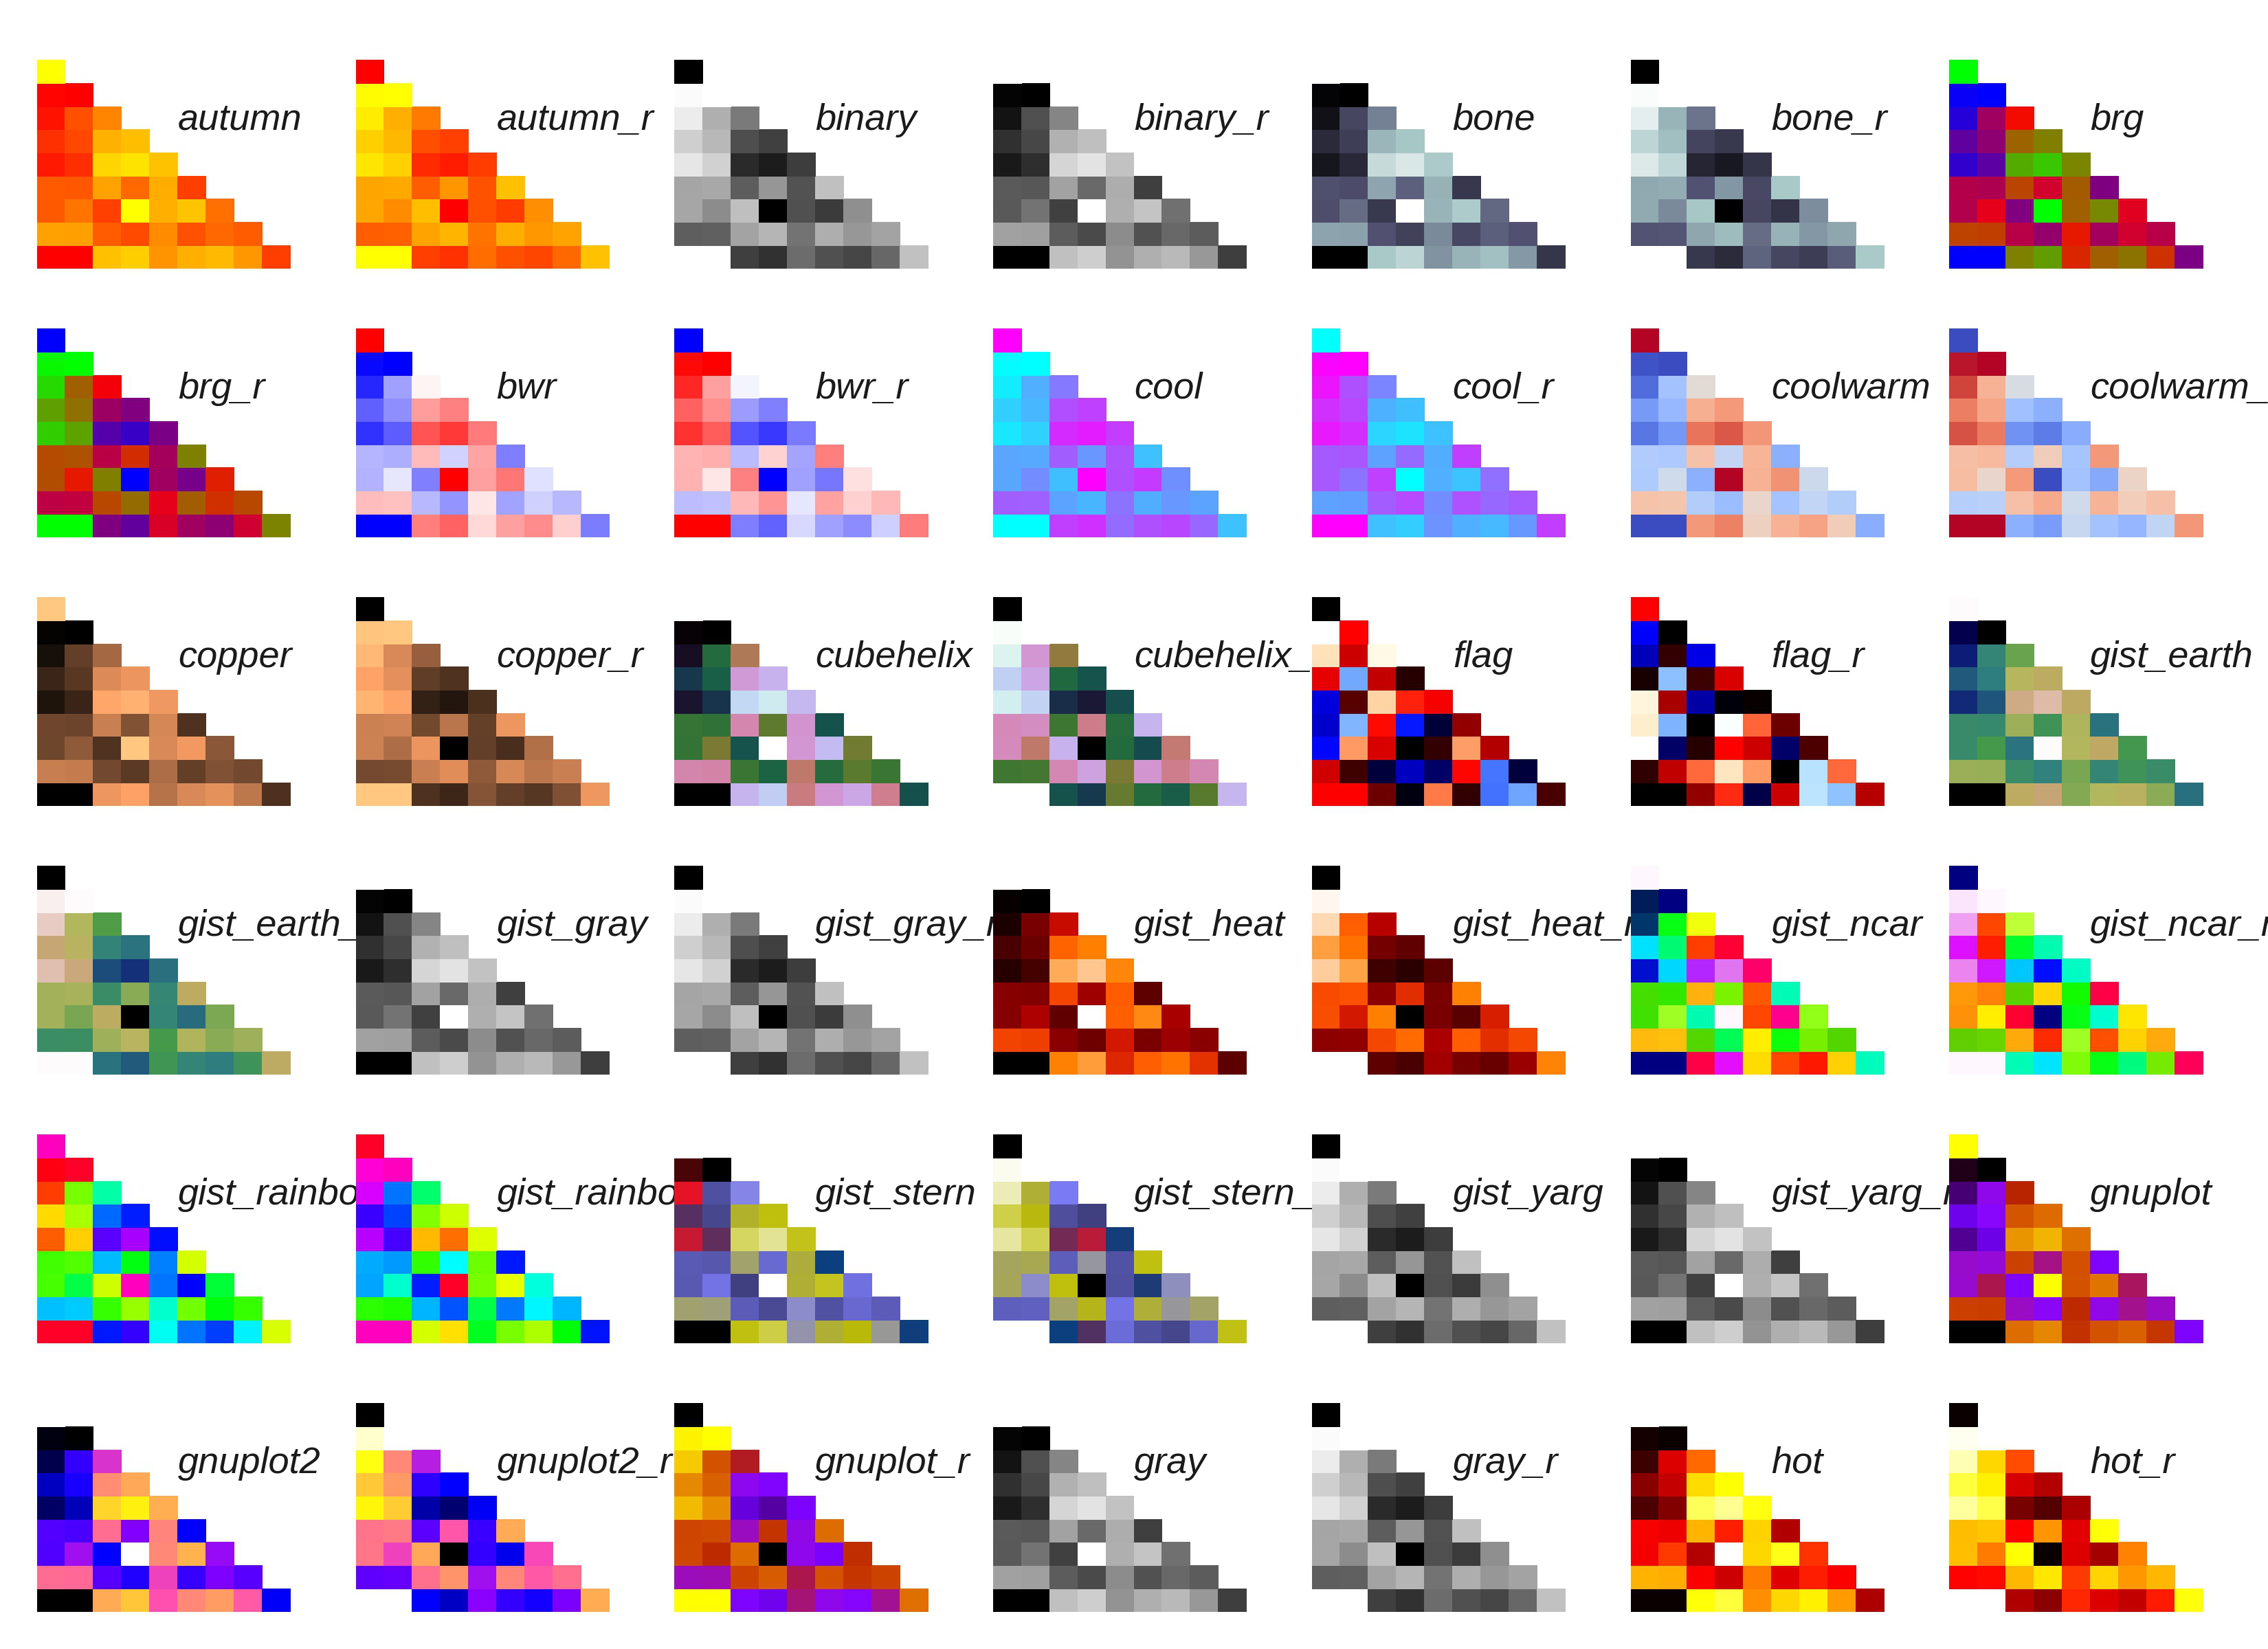 autumn autumn_r binary binary_r bone bone_r brg
brg_r bwr bwr_r cool cool_r coolwarm coolwarm_
copper copper_r cubehelix cubehelix_ flag flag_r gist_earth
gist_earth_ gist_gray gist_gray_r gist_heat gist_heat_r gist_ncar gist_ncar_r
gist_rainbo gist_rainbo gist_stern gist_stern_ gist_yarg gist_yarg_r gnuplot
gnuplot2 gnuplot2_r gnuplot_r gray gray_r hot hot_r